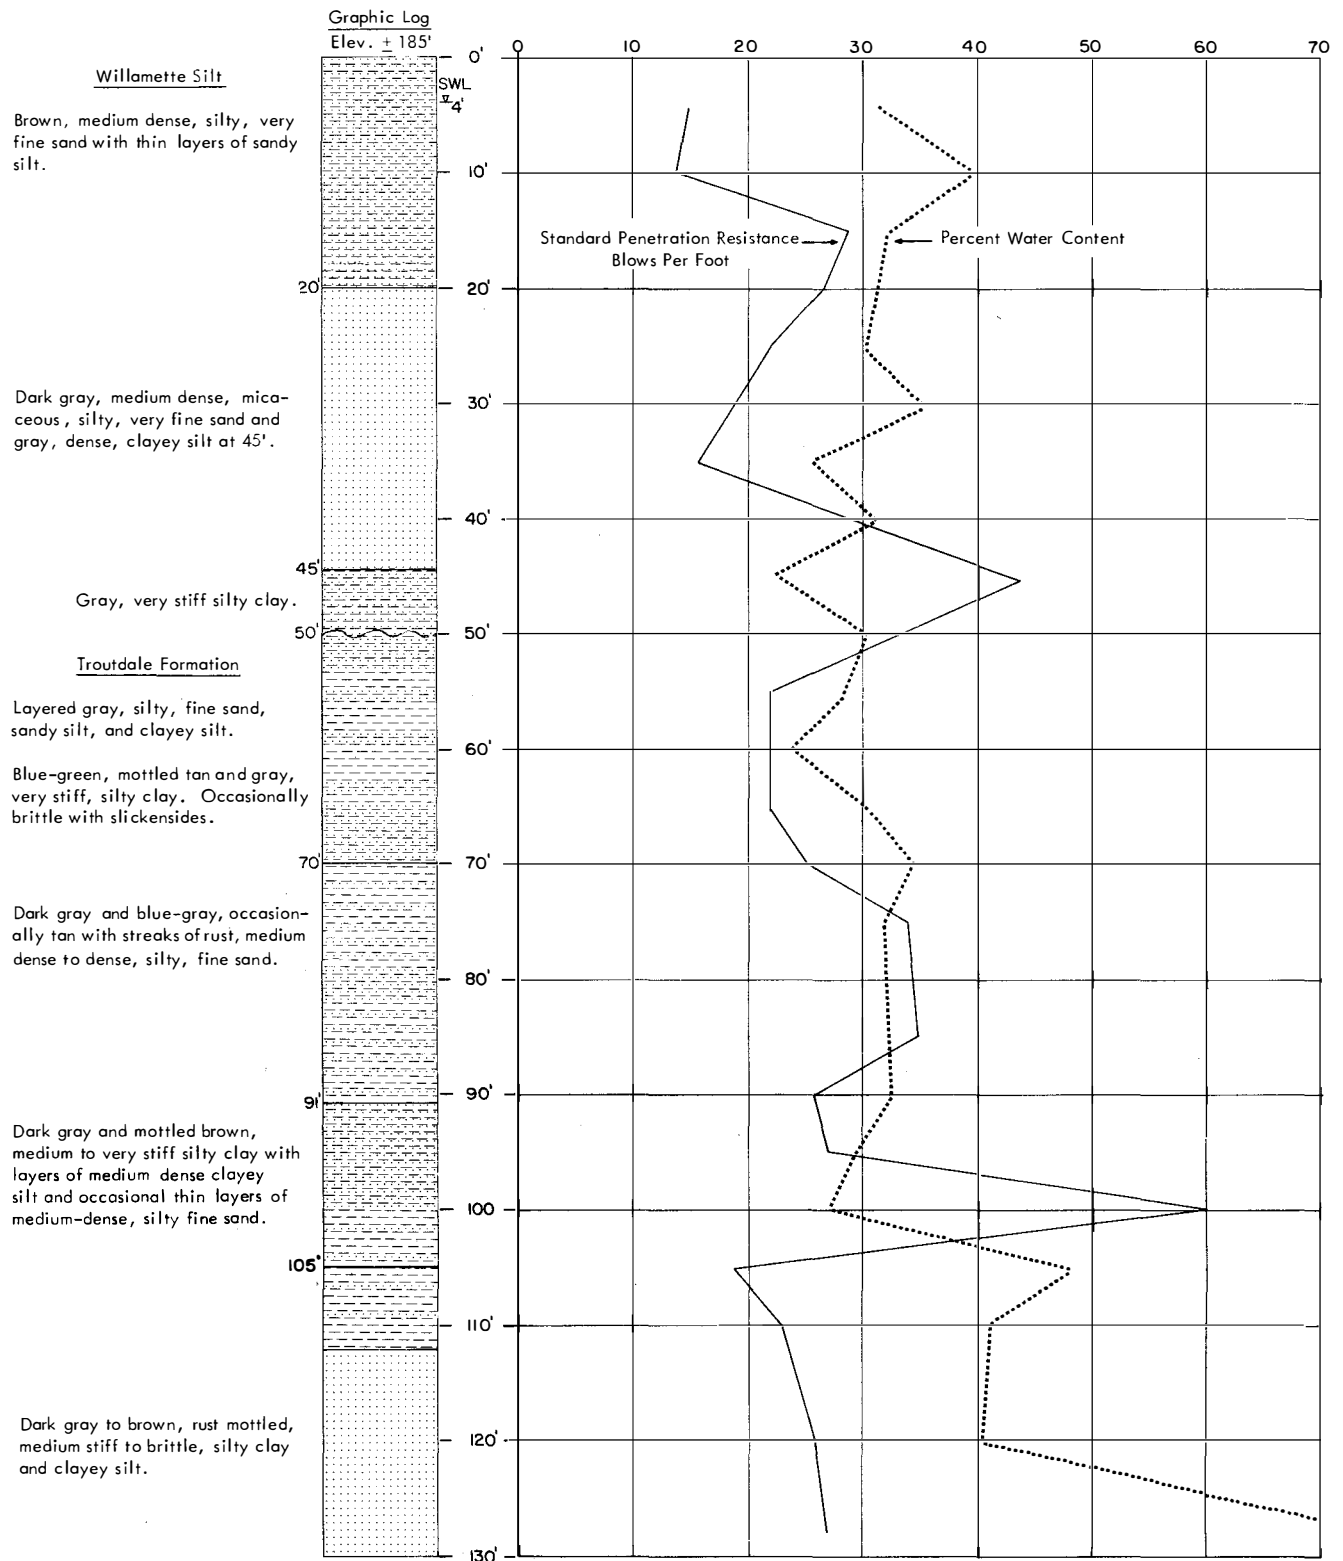 Graphic Log
Elev. ± 185'
0 10 20 30 40 50 60 70
0'
Willamette Silt
SWL
4'
Brown, medium dense, silty, very
fine sand with thin layers of sandy
silt.
10'
Standard Penetration Resistance
Blows Per Foot
Percent Water Content
20'
20'
Dark gray, medium dense, mica-
ceous, silty, very fine sand and
gray, dense, clayey silt at 45'.
30'
40'
45'
Gray, very stiff silty clay.
50'
50'
Troutdale Formation
Layered gray, silty, fine sand,
sandy silt, and clayey silt.
60'
Blue-green, mottled tan and gray,
very stiff, silty clay. Occasionally
brittle with slickensides.
70'
70'
Dark gray and blue-gray, occasion-
ally tan with streaks of rust, medium
dense to dense, silty, fine sand.
80'
90'
91'
Dark gray and mottled brown,
medium to very stiff silty clay with
layers of medium dense clayey
silt and occasional thin layers of
medium-dense, silty fine sand.
100'
105'
110'
Dark gray to brown, rust mottled,
medium stiff to brittle, silty clay
and clayey silt.
120'
130'